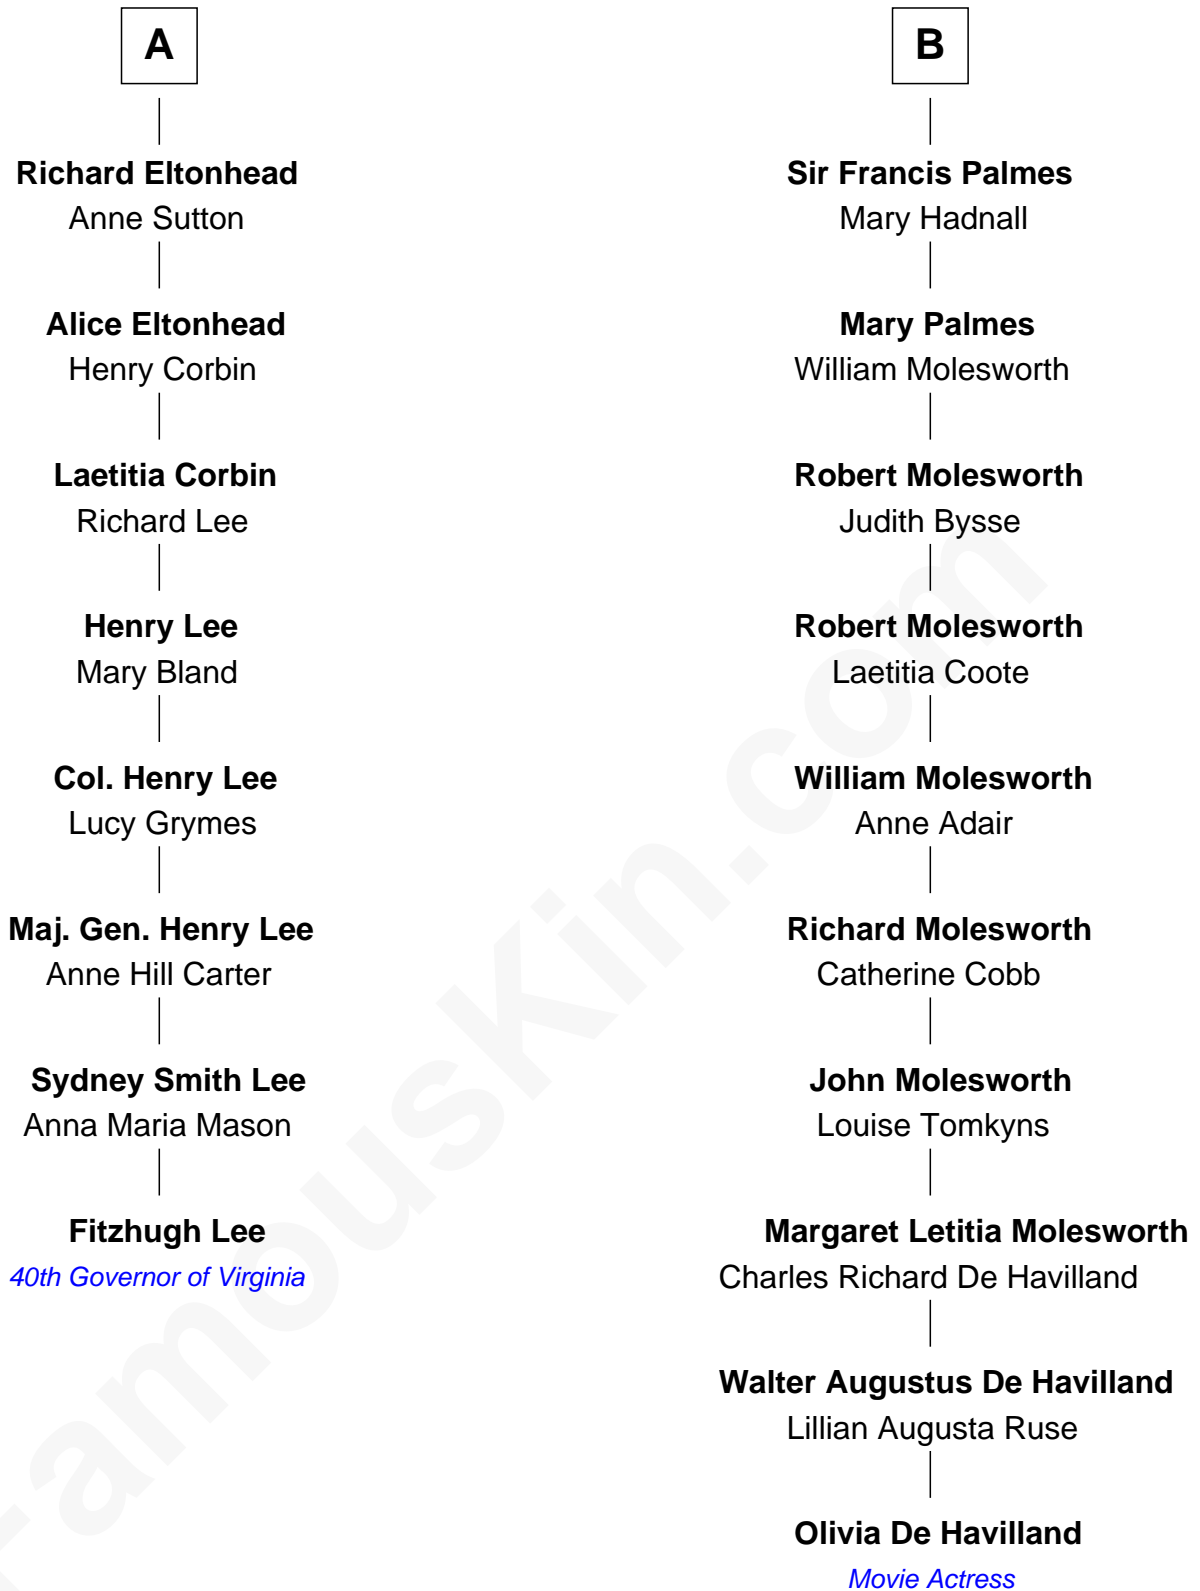 A
Richard Eltonhead
Anne Sutton
Alice Eltonhead
Henry Corbin
Laetitia Corbin
Richard Lee
Henry Lee
Mary Bland
Col. Henry Lee
Lucy Grymes
Maj. Gen. Henry Lee
Anne Hill Carter
Sydney Smith Lee
Anna Maria Mason
Fitzhugh Lee
40th Governor of Virginia
B
Sir Francis Palmes
Mary Hadnall
Mary Palmes
William Molesworth
Robert Molesworth
Judith Bysse
Robert Molesworth
Laetitia Coote
William Molesworth
Anne Adair
Richard Molesworth
Catherine Cobb
John Molesworth
Louise Tomkyns
Margaret Letitia Molesworth
Charles Richard De Havilland
Walter Augustus De Havilland
Lillian Augusta Ruse
Olivia De Havilland
Movie Actress
FamousKin.com